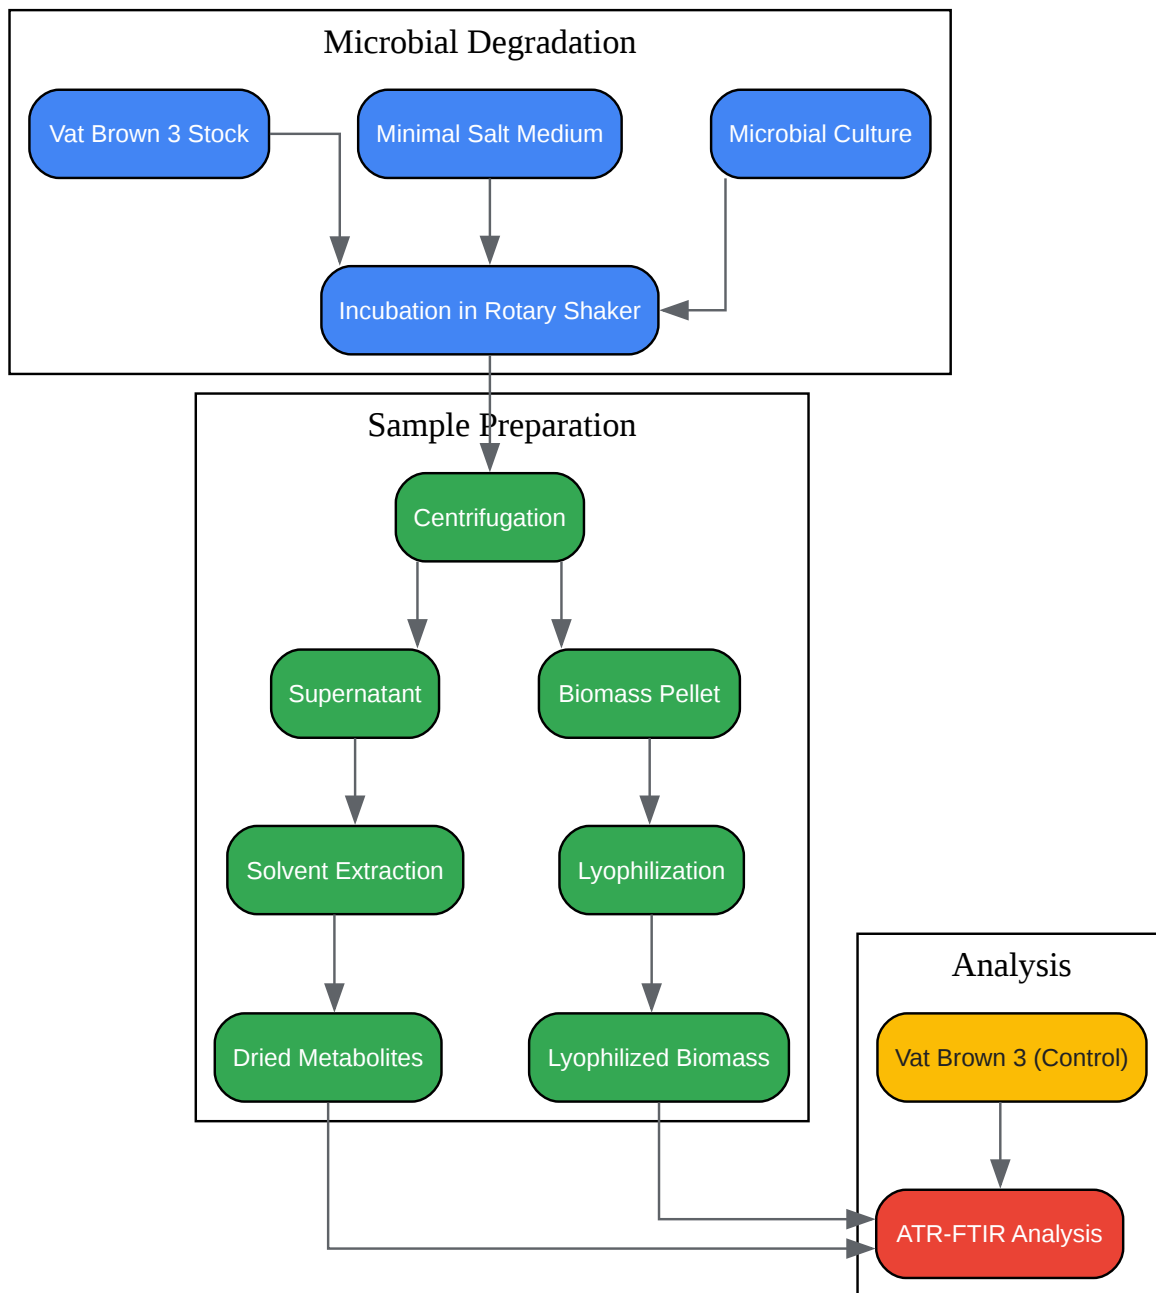 Microbial Degradation
Vat Brown 3 Stock
Minimal Salt Medium
Microbial Culture
Incubation in Rotary Shaker
Sample Preparation
Centrifugation
Supernatant
Biomass Pellet
Solvent Extraction
Lyophilization
Analysis
Dried Metabolites
Lyophilized Biomass
Vat Brown 3 (Control)
ATR-FTIR Analysis